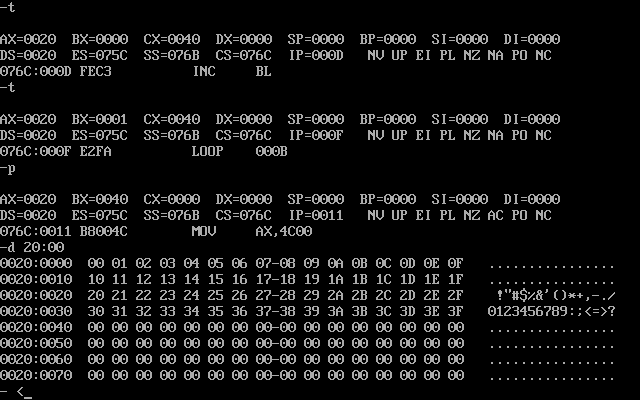 -t
AX=0020  BX=0000  CX=0040  DX=0000  SP=0000  BP=0000  SI=0000  DI=0000
DS=0020  ES=075C  SS=076B  CS=076C  IP=000D   NV UP EI PL NZ NA PO NC
076C:000D FEC3          INC     BL
-t
AX=0020  BX=0001  CX=0040  DX=0000  SP=0000  BP=0000  SI=0000  DI=0000
DS=0020  ES=075C  SS=076B  CS=076C  IP=000F   NV UP EI PL NZ NA PO NC
076C:000F E2FA          LOOP    000B
-p
AX=0020  BX=0040  CX=0000  DX=0000  SP=0000  BP=0000  SI=0000  DI=0000
DS=0020  ES=075C  SS=076B  CS=076C  IP=0011   NV UP EI PL NZ AC PO NC
076C:0011 B8004C        MOV     AX,4C00
-d 20:00
0020:0000  00 01 02 03 04 05 06 07-08 09 0A 0B 0C 0D 0E 0F   ................
0020:0010  10 11 12 13 14 15 16 17-18 19 1A 1B 1C 1D 1E 1F   ................
0020:0020  20 21 22 23 24 25 26 27-28 29 2A 2B 2C 2D 2E 2F    !"#$%&'()*+,-./
0020:0030  30 31 32 33 34 35 36 37-38 39 3A 3B 3C 3D 3E 3F   0123456789:;<=>?
0020:0040  00 00 00 00 00 00 00 00-00 00 00 00 00 00 00 00   ................
0020:0050  00 00 00 00 00 00 00 00-00 00 00 00 00 00 00 00   ................
0020:0060  00 00 00 00 00 00 00 00-00 00 00 00 00 00 00 00   ................
0020:0070  00 00 00 00 00 00 00 00-00 00 00 00 00 00 00 00   ................
- <_